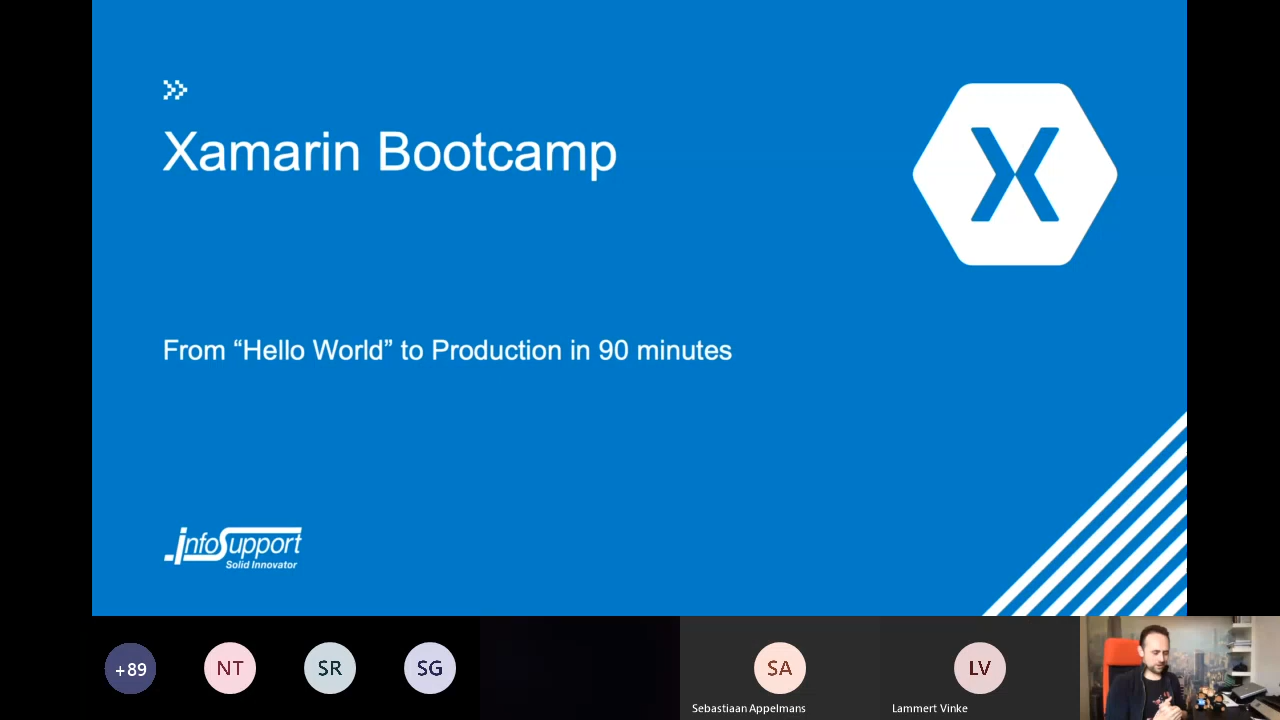 Xamarin Bootcamp
From “Hello World” to Production in 90 minutes
infoSupport
Solid Innovator
+89
NT
SR
SG
SA
LV
Sebastiaan Appelmans
Lammert Vinke